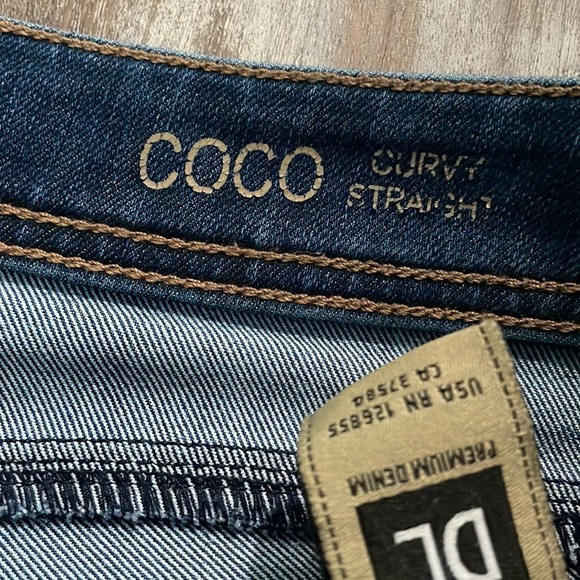 COCO
CURVY
STRAIGHT
DL
PREMIUM DENIM
CA 37584
USA RN 126855